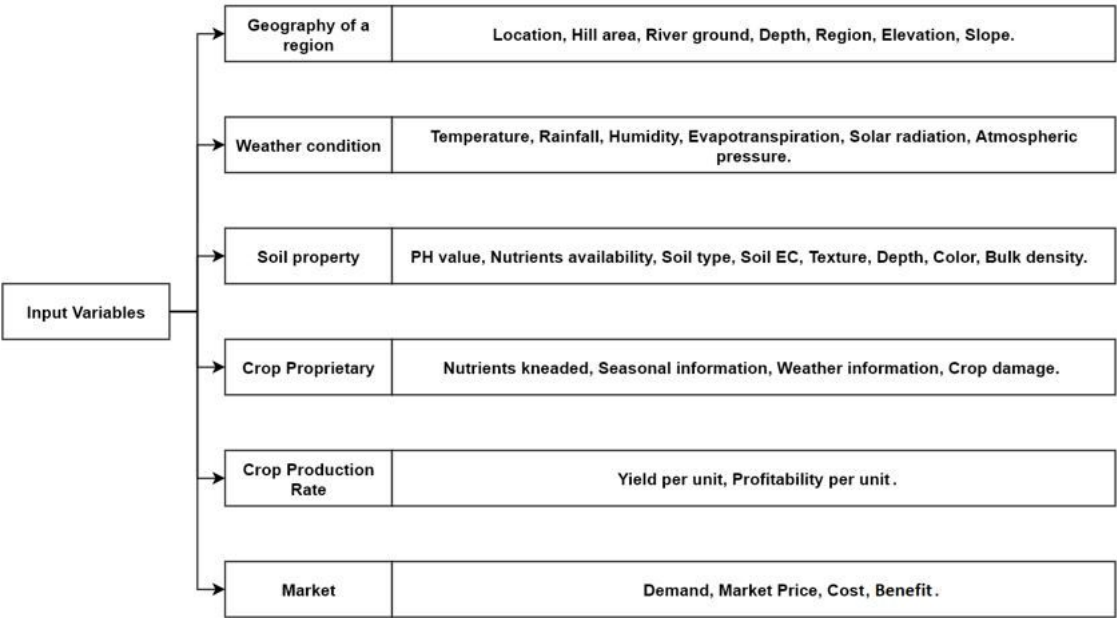 Geography of a
region
Location, Hill area, River ground, Depth, Region, Elevation, Slope.
Weather condition
Temperature, Rainfall, Humidity, Evapotranspiration, Solar radiation, Atmospheric
pressure.
Soil property
PH value, Nutrients availability, Soil type, Soil EC, Texture, Depth, Color, Bulk density.
Input Variables
Crop Proprietary
Nutrients kneaded, Seasonal information, Weather information, Crop damage.
Crop Production
Rate
Yield per unit, Profitability per unit.
Market
Demand, Market Price, Cost, Benefit.